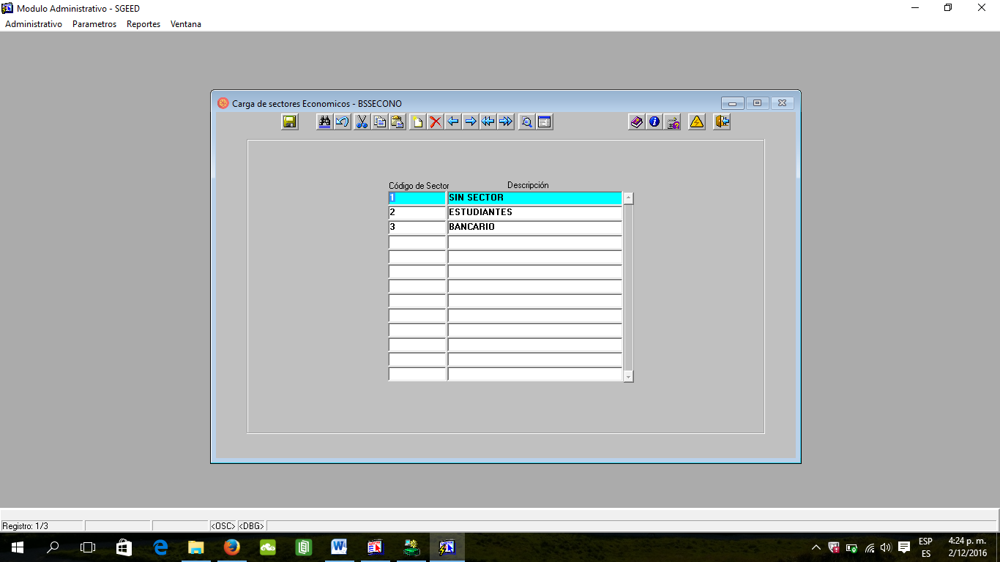 Modulo Administrativo - SGEED
Administrativo Parametros Reportes Ventana
Carga de sectores Economicos - BSSECONO
Código de Sector Descripción
1 SIN SECTOR
2 ESTUDIANTES
3 BANCARIO
Registro: 1/3 <OSC> <DBG>
ESP 4:24 p. m.
ES 2/12/2016